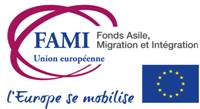 FAMI
Union européenne
Fonds Asile,
Migration et Intégration
l'Europe se mobilise